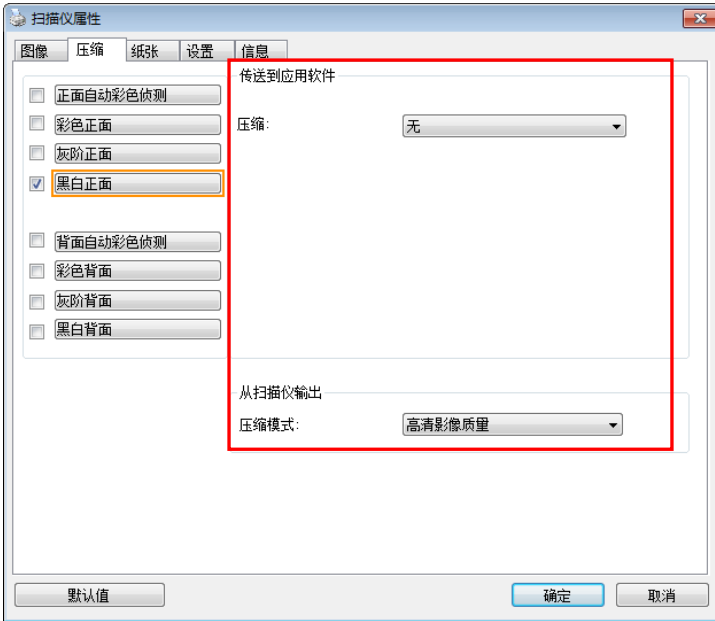 扫描仪属性
图像 压缩 纸张 设置 信息
传送到应用软件
正面自动彩色侦测
彩色正面
压缩: 无
灰阶正面
黑白正面
背面自动彩色侦测
彩色背面
灰阶背面
黑白背面
从扫描仪输出
压缩模式: 高清影像质量
默认值 确定 取消